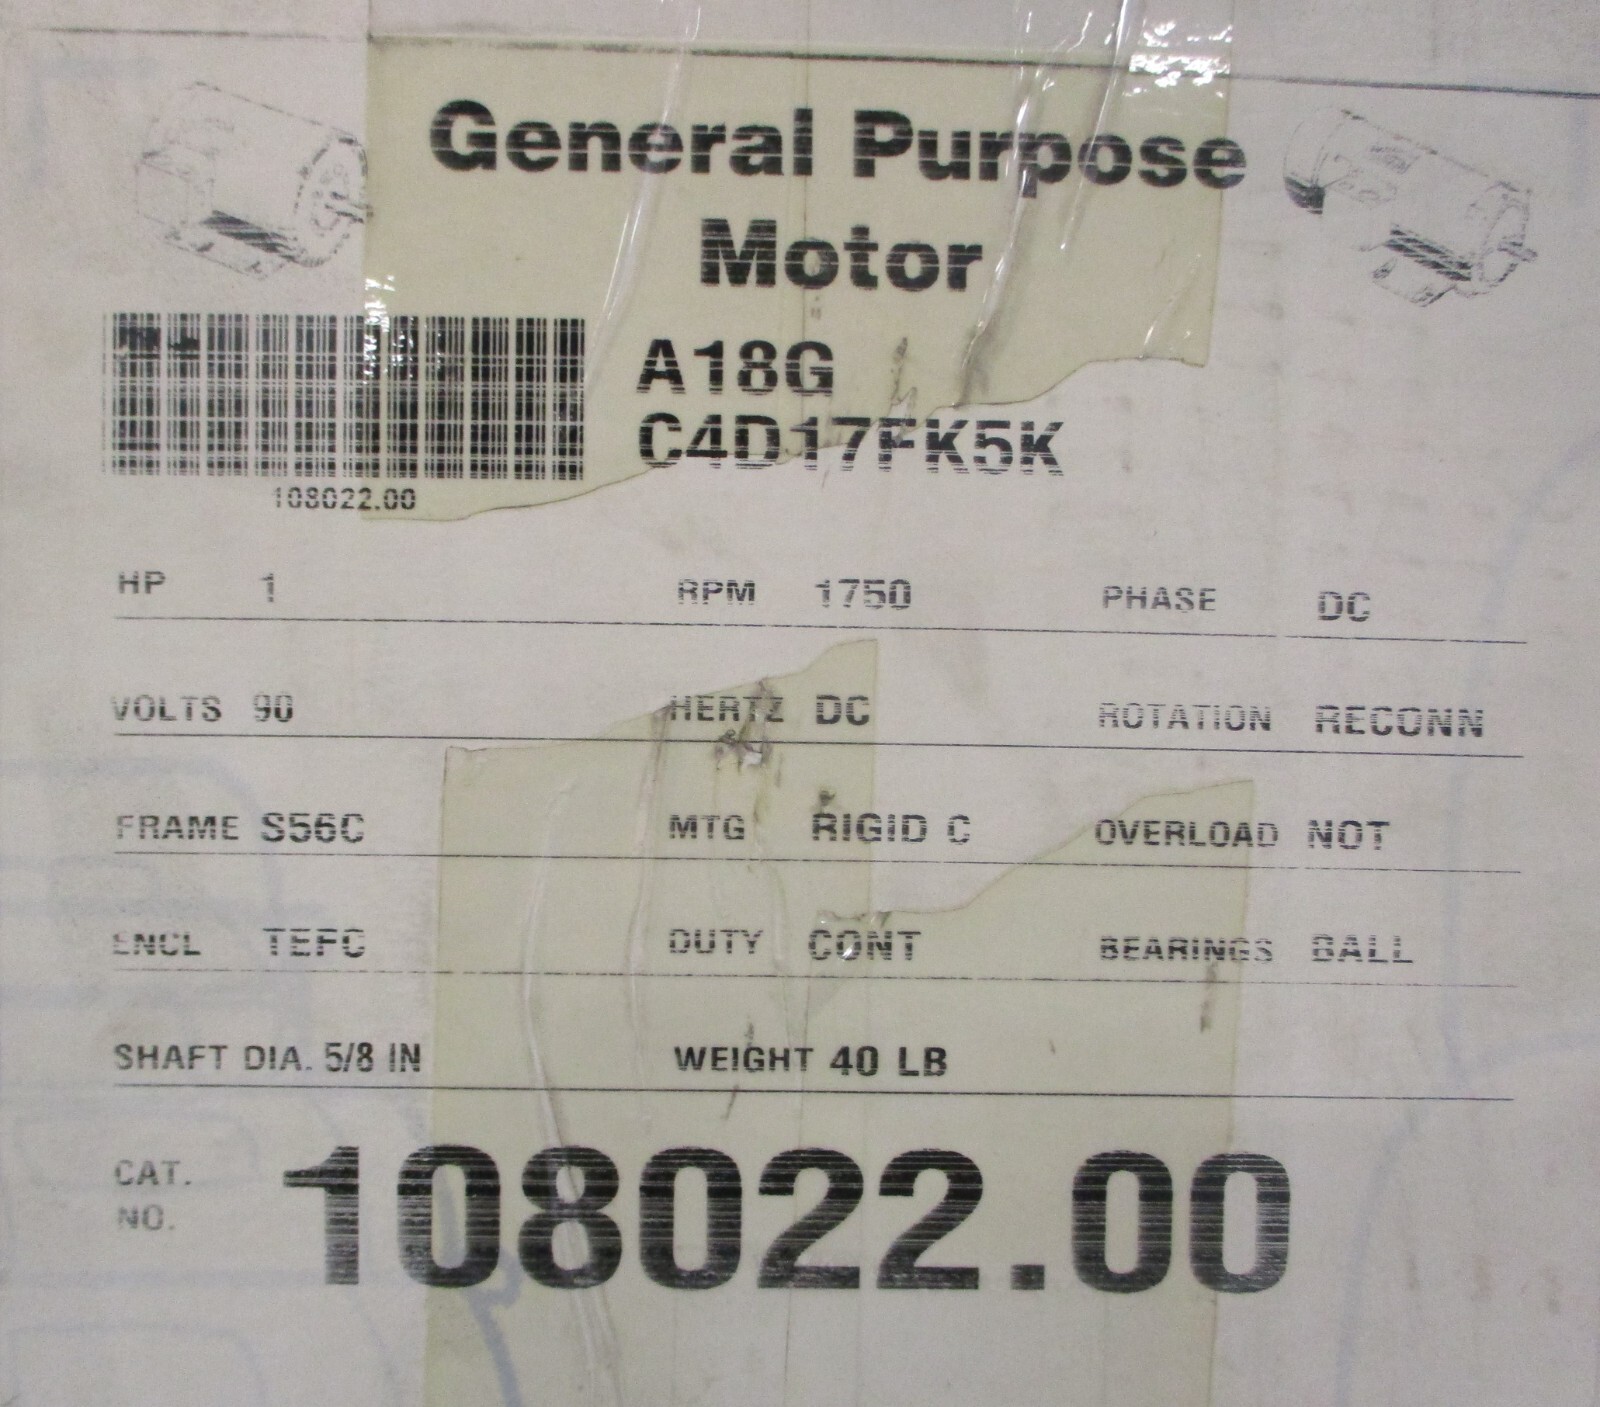 General Purpose
Motor
A18G
C4D17FK5K
108022.00
HP 1 RPM 1750 PHASE DC
VOLTS 90 HERTZ DC ROTATION RECONN
FRAME S56C MTG RIGID C OVERLOAD NOT
ENCL TEFC DUTY CONT BEARINGS BALL
SHAFT DIA. 5/8 IN WEIGHT 40 LB
CAT.
NO. 108022.00